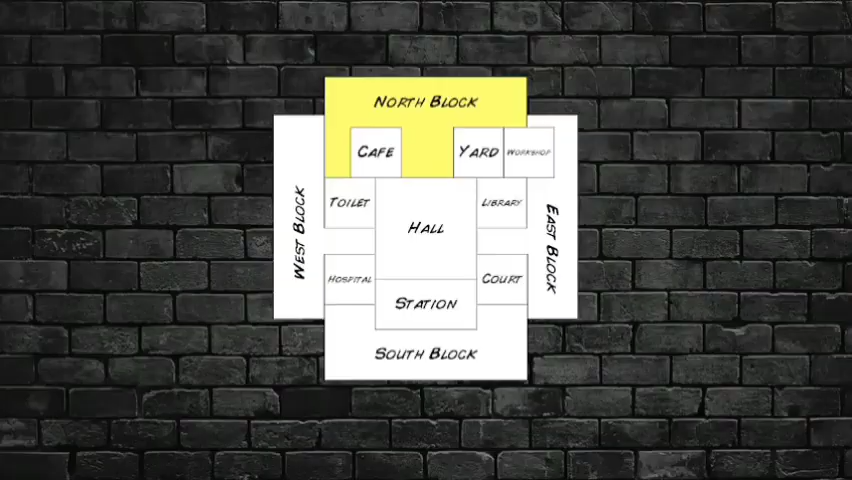 NORTH BLOCK
CAFE
YARD
WORKSHOP
WEST BLOCK
TOILET
LIBRARY
HALL
EAST BLOCK
HOSPITAL
COURT
STATION
SOUTH BLOCK